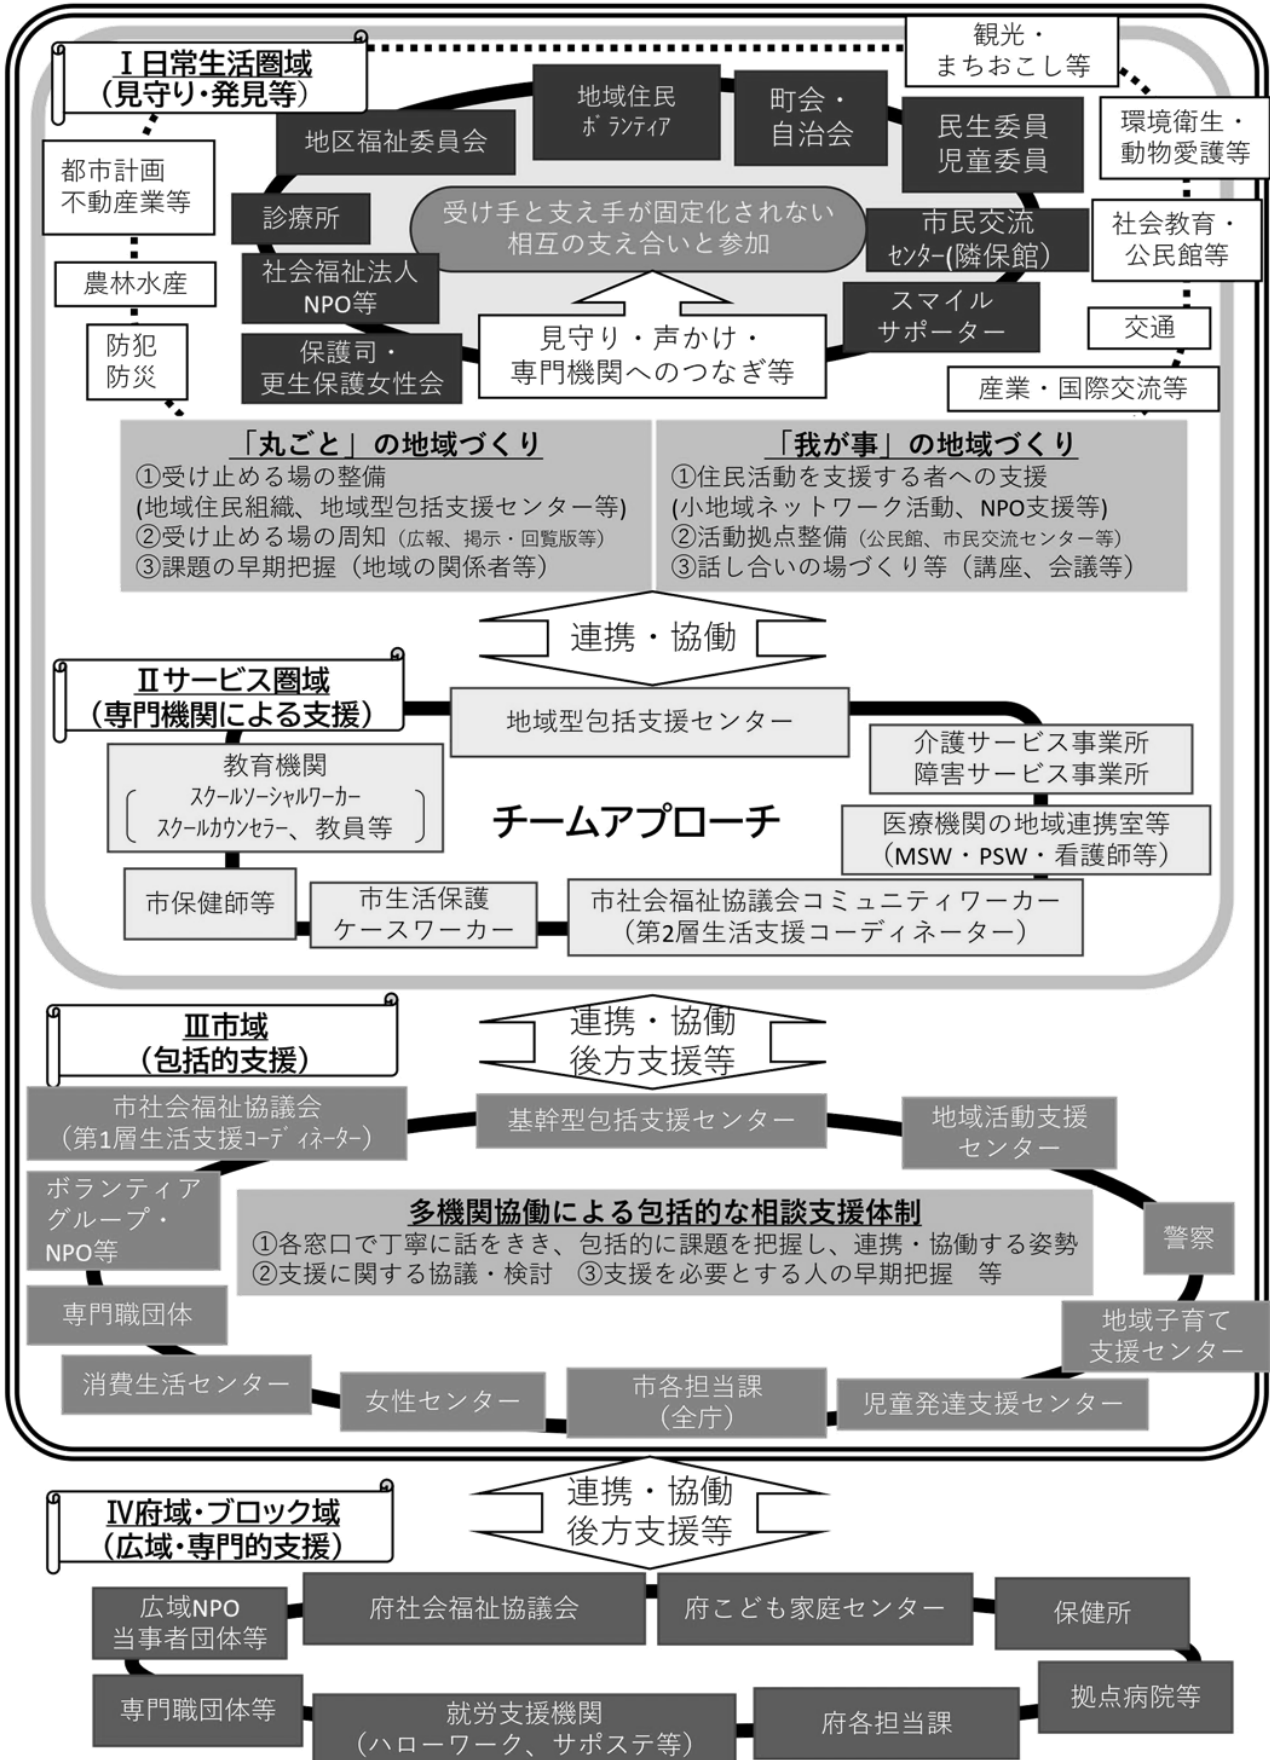 Ⅰ日常生活圏域
（見守り・発見等）
観光・
まちおこし等
地域住民
ボランティア
町会・
自治会
民生委員
児童委員
環境衛生・
動物愛護等
地区福祉委員会
都市計画
不動産業等
診療所
受け手と支え手が固定化されない
相互の支え合いと参加
市民交流
センター(隣保館）
社会教育・
公民館等
農林水産
社会福祉法人
NPO等
スマイル
サポーター
交通
防犯
防災
保護司・
更生保護女性会
見守り・声かけ・
専門機関へのつなぎ等
産業・国際交流等
「丸ごと」の地域づくり
①受け止める場の整備
(地域住民組織、地域型包括支援センター等)
②受け止める場の周知（広報、掲示・回覧版等）
③課題の早期把握（地域の関係者等）
「我が事」の地域づくり
①住民活動を支援する者への支援
(小地域ネットワーク活動、NPO支援等)
②活動拠点整備（公民館、市民交流センター等）
③話し合いの場づくり等（講座、会議等）
連携・協働
Ⅱサービス圏域
（専門機関による支援）
地域型包括支援センター
介護サービス事業所
障害サービス事業所
教育機関
スクールソーシャルワーカー
スクールカウンセラー、教員等
チームアプローチ
医療機関の地域連携室等
（MSW・PSW・看護師等）
市保健師等
市生活保護
ケースワーカー
市社会福祉協議会コミュニティワーカー
（第2層生活支援コーディネーター）
Ⅲ市域
（包括的支援）
連携・協働
後方支援等
市社会福祉協議会
（第1層生活支援コーディネーター）
基幹型包括支援センター
地域活動支援
センター
ボランティア
グループ・
NPO等
多機関協働による包括的な相談支援体制
①各窓口で丁寧に話をきき、包括的に課題を把握し、連携・協働する姿勢
②支援に関する協議・検討　③支援を必要とする人の早期把握　等
警察
専門職団体
地域子育て
支援センター
消費生活センター
女性センター
市各担当課
（全庁）
児童発達支援センター
Ⅳ府域・ブロック域
（広域・専門的支援）
連携・協働
後方支援等
広域NPO
当事者団体等
府社会福祉協議会
府こども家庭センター
保健所
専門職団体等
就労支援機関
（ハローワーク、サポステ等）
府各担当課
拠点病院等